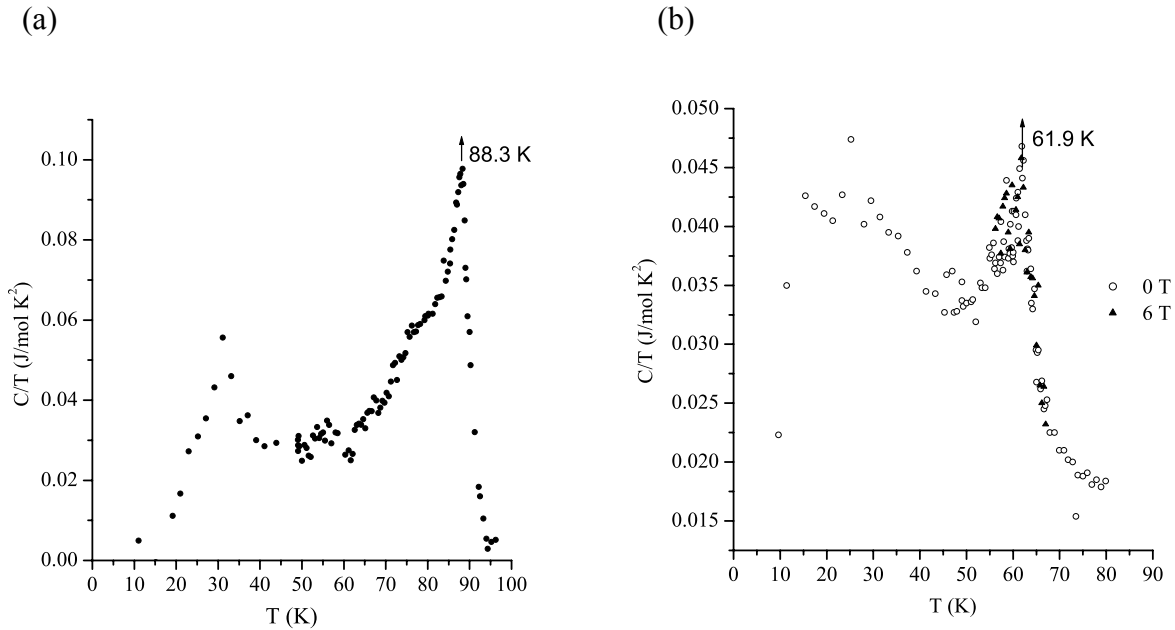 (a)
88.3 K
C/T (J/mol K²)
0.10
0.08
0.06
0.04
0.02
0.00
0 10 20 30 40 50 60 70 80 90 100
T (K)
(b)
61.9 K
C/T (J/mol K²)
0.050
0.045
0.040
0.035
0.030
0.025
0.020
0.015
0 10 20 30 40 50 60 70 80 90
T (K)
0 T
6 T